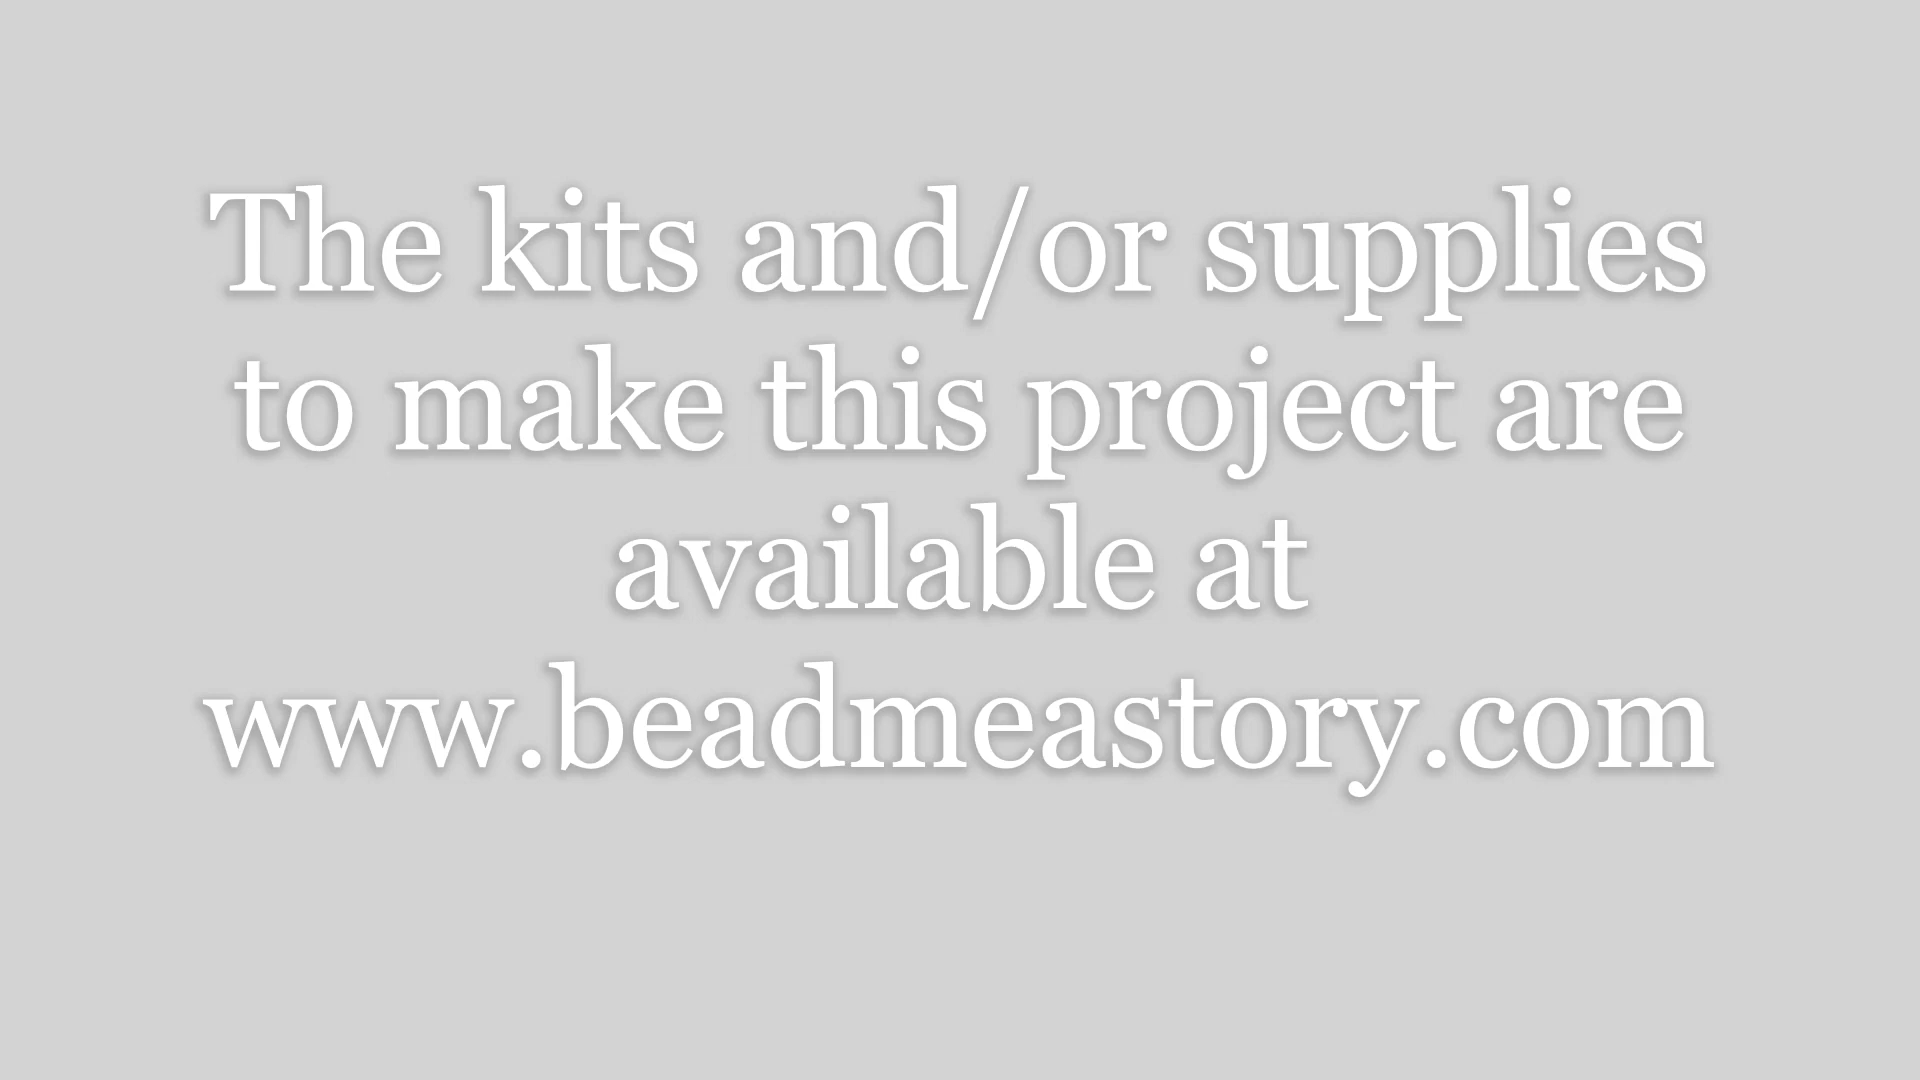 The kits and/or supplies
to make this project are
available at
www.beadmeastory.com